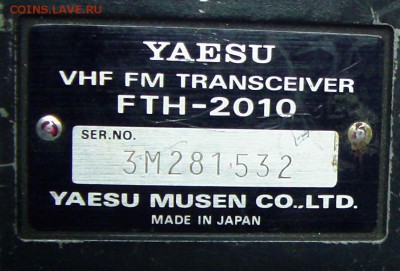 COINS.LAVE.RU
YAESU
VHF FM TRANSCEIVER
FTH-2010
SER.NO.
3M281532
YAESU MUSEN CO.,LTD.
MADE IN JAPAN